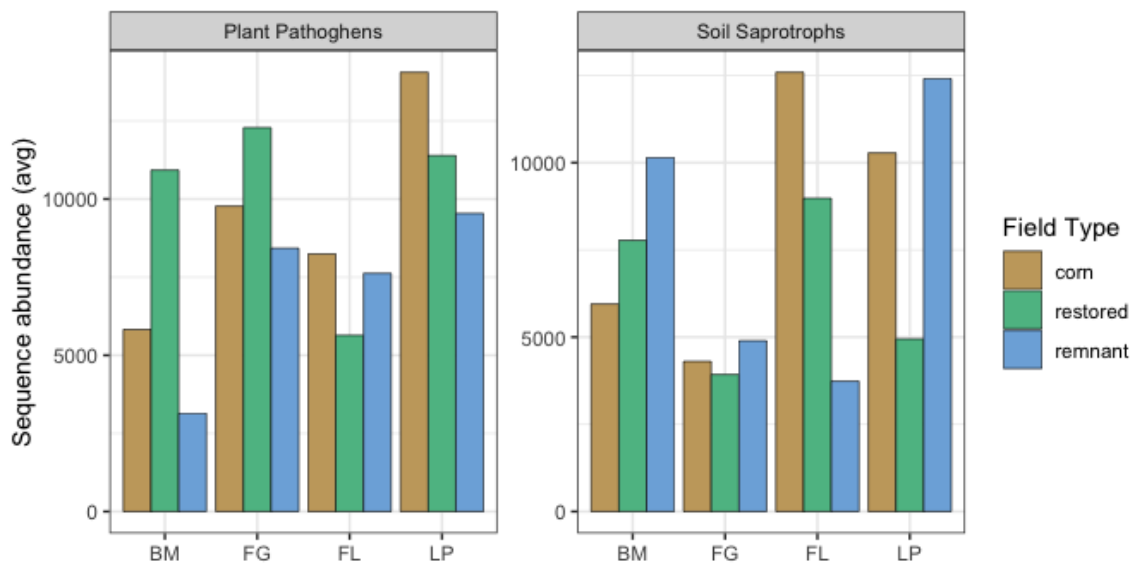 Plant Pathoghens
Soil Saprotrophs
Sequence abundance (avg)
10000
5000
0
BM FG FL LP
10000
5000
0
BM FG FL LP
Field Type
corn
restored
remnant